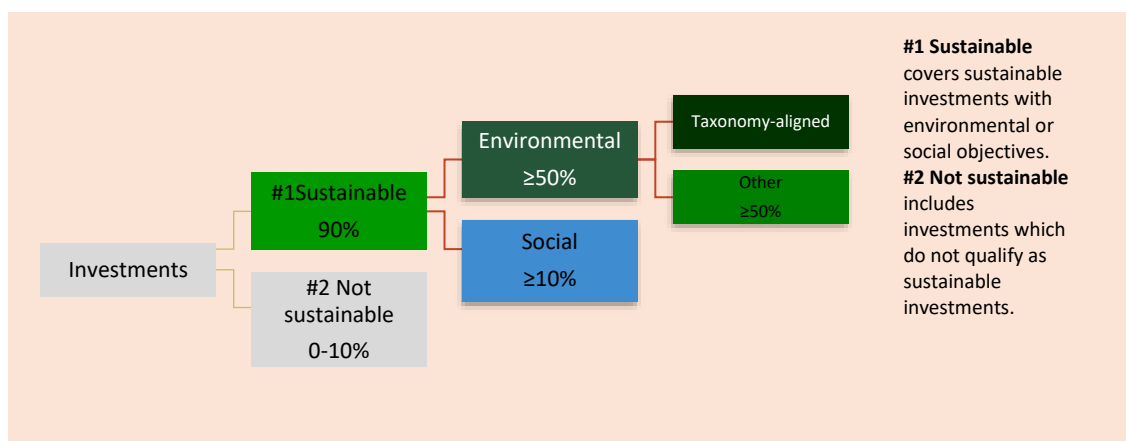 Investments
#1Sustainable
90%
#2 Not
sustainable
0-10%
Environmental
≥50%
Social
≥10%
Taxonomy-aligned
Other
≥50%
#1 Sustainable
covers sustainable
investments with
environmental or
social objectives.
#2 Not sustainable
includes
investments which
do not qualify as
sustainable
investments.